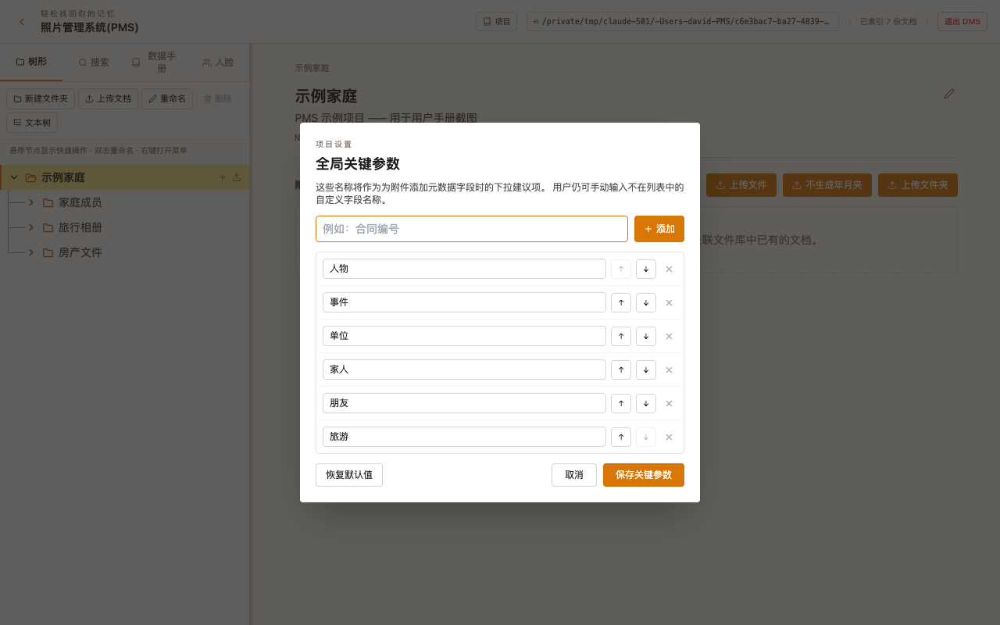 轻松找回你的记忆
照片管理系统(PMS)
项目
/private/tmp/claude-501/-Users-david-PMS/c6e3bac7-ba27-4839-…
已索引 7 份文档
退出 DMS
树形
搜索
数据手册
人脸
新建文件夹
上传文档
重命名
删除
文本树
悬停节点显示快捷操作 · 双击重命名 · 右键打开菜单
示例家庭
家庭成员
旅行相册
房产文件
示例家庭
示例家庭
PMS 示例项目 —— 用于用户手册截图
上传文件
不生成年月夹
上传文件夹
联文件库中已有的文档。
项目设置
全局关键参数
这些名称将作为为附件添加元数据字段时的下拉建议项。 用户仍可手动输入不在列表中的
自定义字段名称。
例如：合同编号
添加
人物
事件
单位
家人
朋友
旅游
恢复默认值
取消
保存关键参数